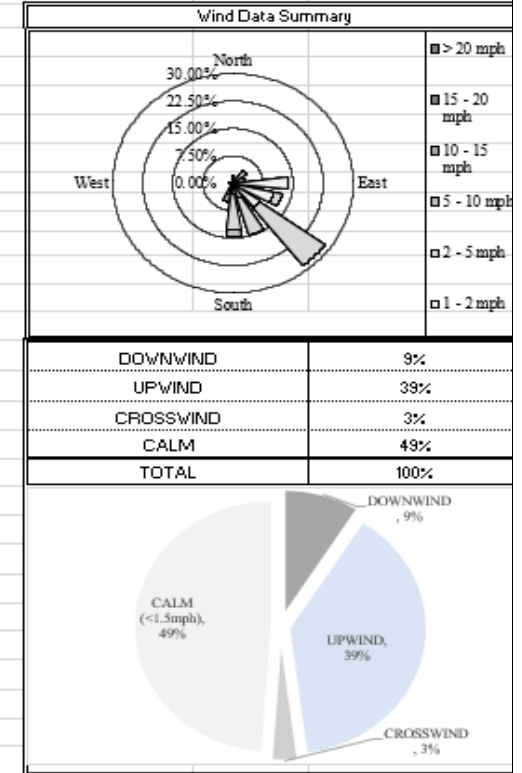 Wind Data Summary
North
30.00%
22.50%
15.00%
7.50%
0.00%
West
East
South
> 20 mph
15 - 20
mph
10 - 15
mph
5 - 10 mph
2 - 5 mph
1 - 2 mph
DOWNWIND 9%
UPWIND 39%
CROSSWIND 3%
CALM 49%
TOTAL 100%
DOWNWIND
, 9%
CALM
(<1.5mph),
49%
UPWIND,
39%
CROSSWIND
, 3%